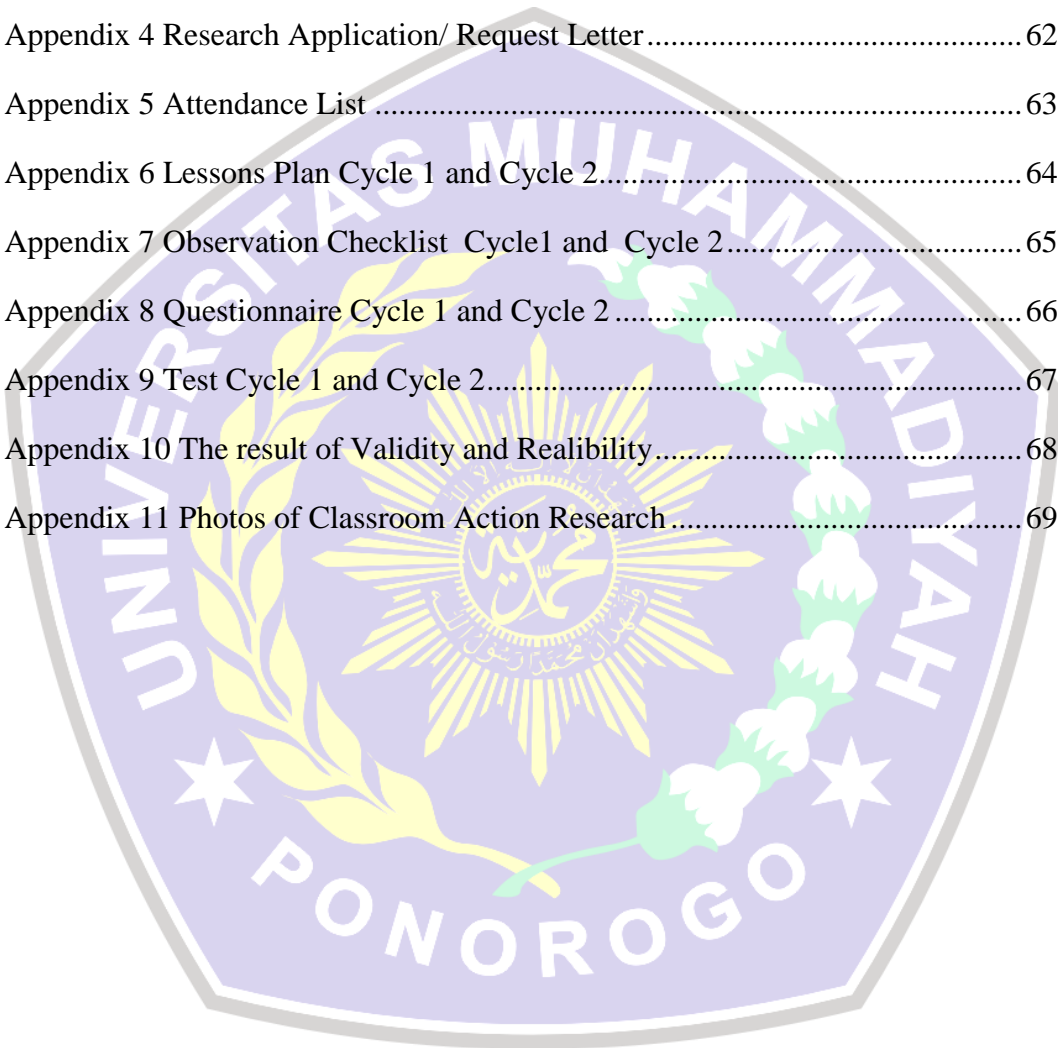 Appendix 4 Research Application/ Request Letter............................................ 62
Appendix 5 Attendance List ............................................................................ 63
Appendix 6 Lessons Plan Cycle 1 and Cycle 2................................................. 64
Appendix 7 Observation Checklist  Cycle1 and  Cycle 2................................... 65
Appendix 8 Questionnaire Cycle 1 and Cycle 2 ............................................... 66
Appendix 9 Test Cycle 1 and Cycle 2.............................................................. 67
Appendix 10 The result of Validity and Realibility........................................... 68
Appendix 11 Photos of Classroom Action Research ......................................... 69
UNIVERSITAS MUHAMMADIYAH
PONOROGO
محمدية